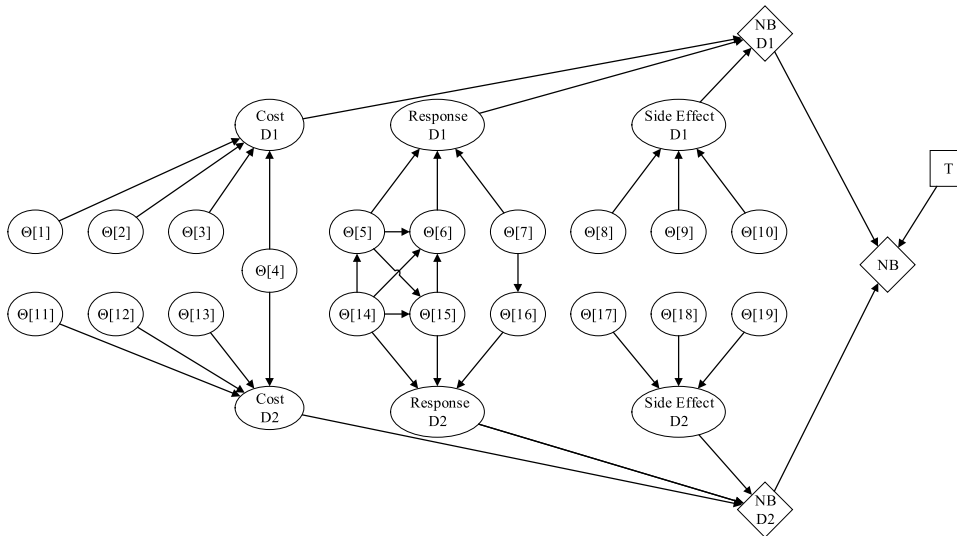 NB
D1
Cost
D1
Response
D1
Side Effect
D1
T
Θ[1]
Θ[2]
Θ[3]
Θ[5]
Θ[6]
Θ[7]
Θ[8]
Θ[9]
Θ[10]
Θ[4]
NB
Θ[11]
Θ[12]
Θ[13]
Θ[14]
Θ[15]
Θ[16]
Θ[17]
Θ[18]
Θ[19]
Cost
D2
Response
D2
Side Effect
D2
NB
D2